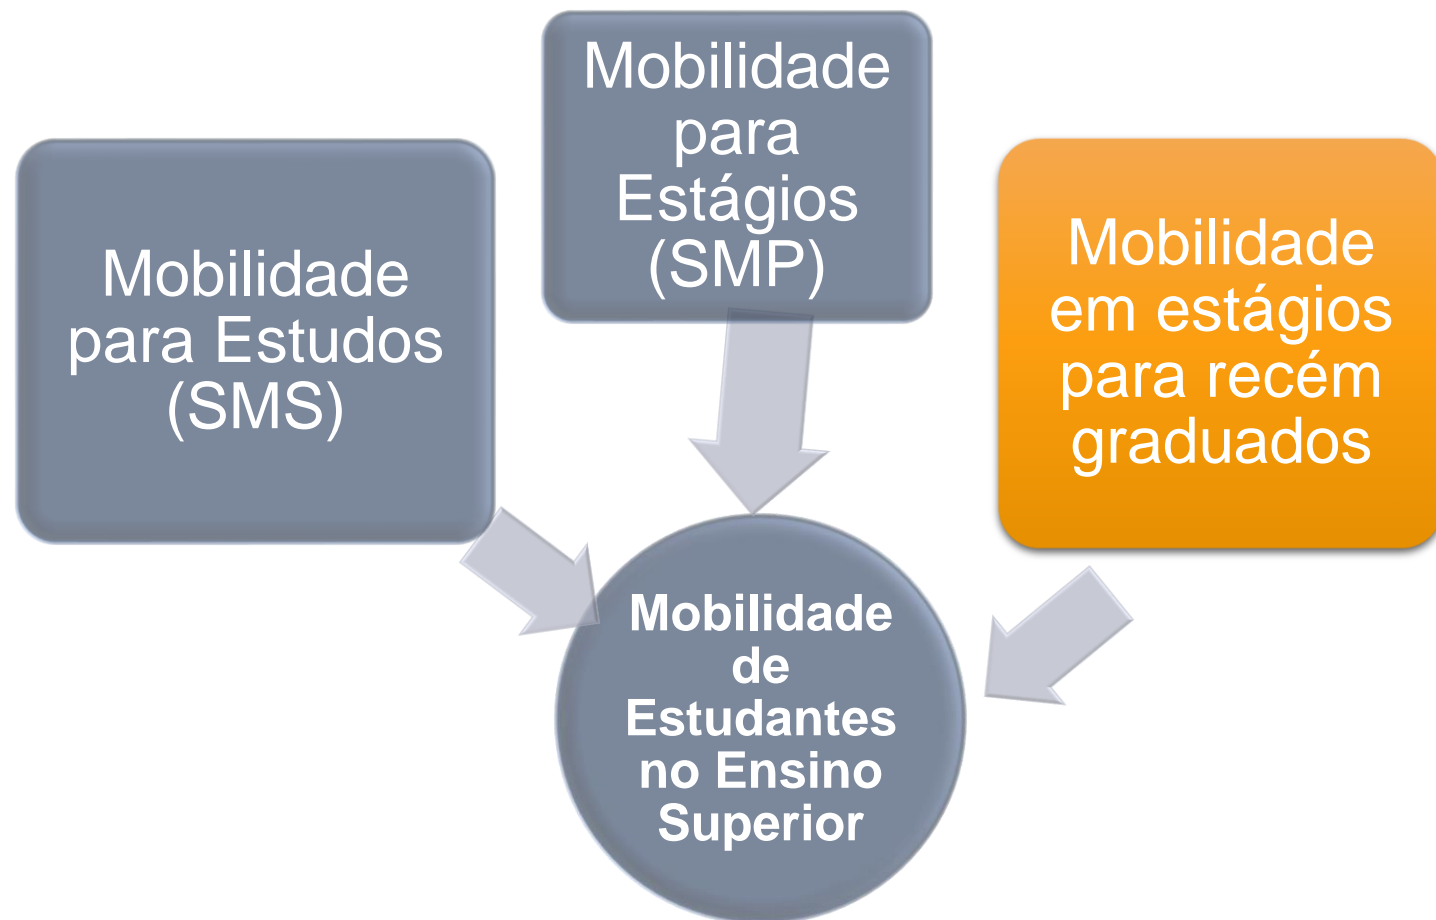 Mobilidade
para Estudos
(SMS)
Mobilidade
para
Estágios
(SMP)
Mobilidade
em estágios
para recém
graduados
Mobilidade
de
Estudantes
no Ensino
Superior